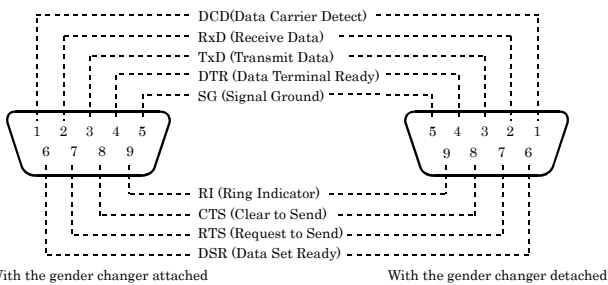 DCD(Data Carrier Detect)
RxD (Receive Data)
TxD (Transmit Data)
DTR (Data Terminal Ready)
SG (Signal Ground)
1 2 3 4 5
5 4 3 2 1
6 7 8 9
9 8 7 6
RI (Ring Indicator)
CTS (Clear to Send)
RTS (Request to Send)
DSR (Data Set Ready)
With the gender changer attached
With the gender changer detached